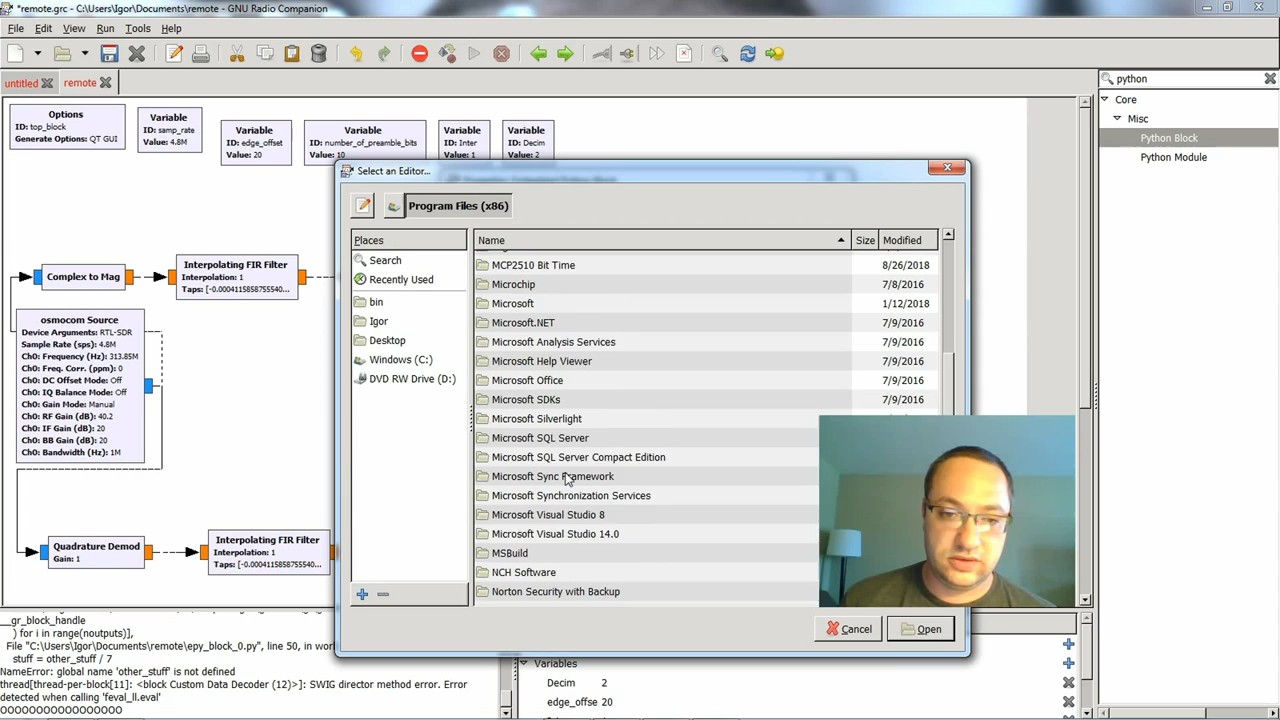 *remote.grc - C:\Users\Igor\Documents\remote - GNU Radio Companion
File Edit View Run Tools Help
untitled remote
python
Core
Misc
Python Block
Python Module
Options
ID: top_block
Generate Options: QT GUI
Variable
ID: samp_rate
Value: 4.8M
Variable
ID: edge_offset
Value: 20
Variable
ID: number_of_preamble_bits
Value: 10
Variable
ID: Inter
Value: 1
Variable
ID: Decim
Value: 2
Complex to Mag
Interpolating FIR Filter
Interpolation: 1
Taps: [-0.0004115858755540...
osmocom Source
Device Arguments: RTL-SDR
Sample Rate (sps): 4.8M
Ch0: Frequency (Hz): 313.85M
Ch0: Freq. Corr. (ppm): 0
Ch0: DC Offset Mode: Off
Ch0: IQ Balance Mode: Off
Ch0: Gain Mode: Manual
Ch0: RF Gain (dB): 40.2
Ch0: IF Gain (dB): 20
Ch0: BB Gain (dB): 20
Ch0: Bandwidth (Hz): 1M
Quadrature Demod
Gain: 1
Interpolating FIR Filter
Interpolation: 1
Taps: [-0.0004115858755540...
Select an Editor...
Program Files (x86)
Places
Search
Recently Used
bin
Igor
Desktop
Windows (C:)
DVD RW Drive (D:)
Name Size Modified
MCP2510 Bit Time 8/26/2018
Microchip 7/8/2016
Microsoft 1/12/2018
Microsoft.NET 7/9/2016
Microsoft Analysis Services 7/9/2016
Microsoft Help Viewer 7/9/2016
Microsoft Office 7/9/2016
Microsoft SDKs 7/9/2016
Microsoft Silverlight
Microsoft SQL Server
Microsoft SQL Server Compact Edition
Microsoft Sync Framework
Microsoft Synchronization Services
Microsoft Visual Studio 8
Microsoft Visual Studio 14.0
MSBuild
NCH Software
Norton Security with Backup
Cancel Open
__gr_block_handle
) for i in range(noutputs)],
File "C:\Users\Igor\Documents\remote\epy_block_0.py", line 50, in work
stuff = other_stuff / 7
NameError: global name 'other_stuff' is not defined
thread[thread-per-block[11]: <block Custom Data Decoder (12)>]: SWIG director method error. Error
detected when calling 'feval_ll.eval'
OOOOOOOOOOOOOOOOO
Variables
Decim 2
edge_offse 20